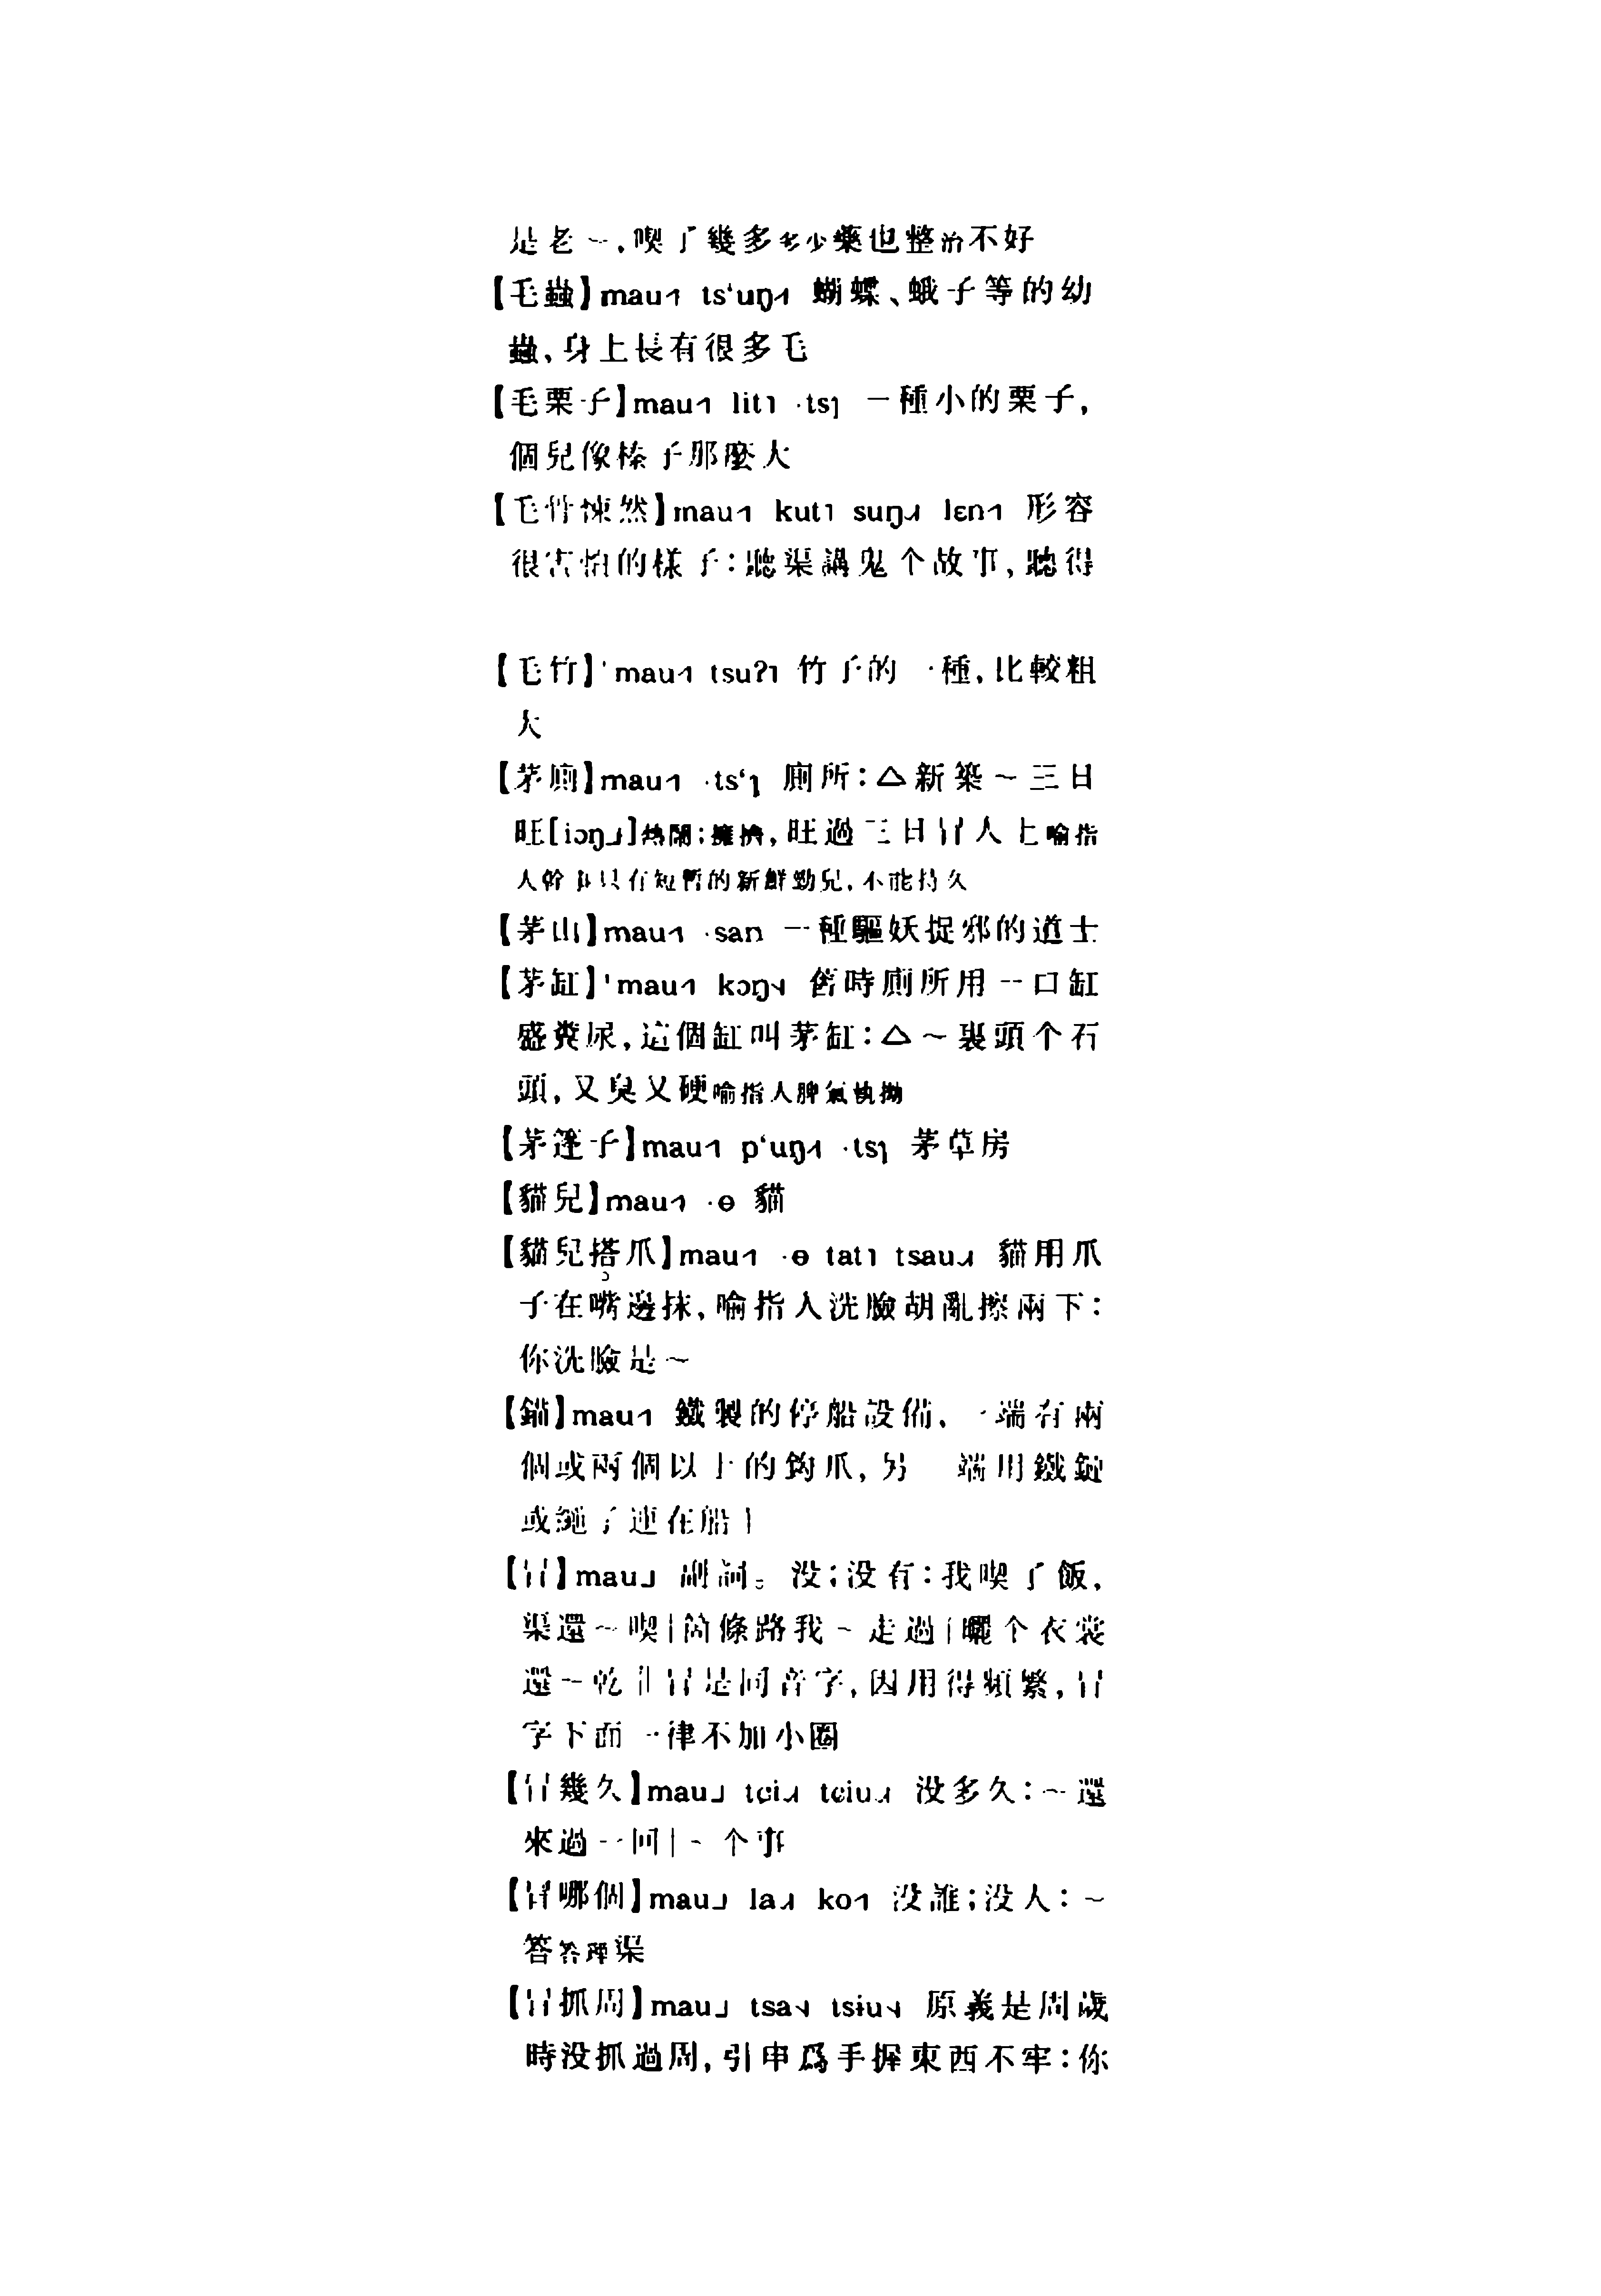 是老～，喫了幾多多少藥也整治不好
【毛蟲】mau˧˥ ts‘uŋ˧˥ 蝴蝶、蛾子等的幼
蟲，身上長有很多毛
【毛栗子】mau˧˥ lit˥ ·tsɿ 一種小的栗子，
個兒像榛子那麼大
【毛骨悚然】mau˧˥ kut˥ suŋ˨˩˧ lɛn˧˥ 形容
很害怕的樣子：聽渠講鬼个故事，聽得
【毛竹】mau˧˥ tsuʔ˥ 竹子的一種，比較粗
大
【茅廁】mau˧˥ ·ts‘ɿ 廁所：△新築～三日
旺[iɔŋ˩]熱鬧；擁擠，旺過三日冇人上喻指
人幹事只有短暫的新鮮勁兒，不能持久
【茅山】mau˧˥ ·san 一種驅妖捉邪的道士
【茅缸】mau˧˥ kɔŋ˦˨ 舊時廁所用一口缸
盛糞尿，這個缸叫茅缸：△～裏頭个石
頭，又臭又硬喻指人脾氣執拗
【茅篷子】mau˧˥ p‘uŋ˧˥ ·tsɿ 茅草房
【貓兒】mau˧˥ ·ɵ 貓
【貓兒搭爪】mau˧˥ ·ɵ tat˥ tsau˨˩˧ 貓用爪
子在嘴邊抹，喻指人洗臉胡亂擦兩下：
你洗臉是～
【錨】mau˧˥ 鐵製的停船設備，一端有兩
個或兩個以上的鈎爪，另一端用鐵鏈
或繩子連在船上
【冇】mau˩ 副詞。没；没有：我喫了飯，
渠還～喫|箇條路我～走過|曬个衣裳
還～乾‖冇是同音字，因用得頻繁，冇
字下面一律不加小圈
【冇幾久】mau˩ tɕi˨˩˧ tɕiu˨˩˧ 没多久：～還
來過一回|～个事
【冇哪個】mau˩ la˨˩˧ ko˧˥ 没誰；没人：～
答答理渠
【冇抓周】mau˩ tsa˦˨ tsiu˦˨ 原義是周歲
時没抓過周，引申爲手握東西不牢：你